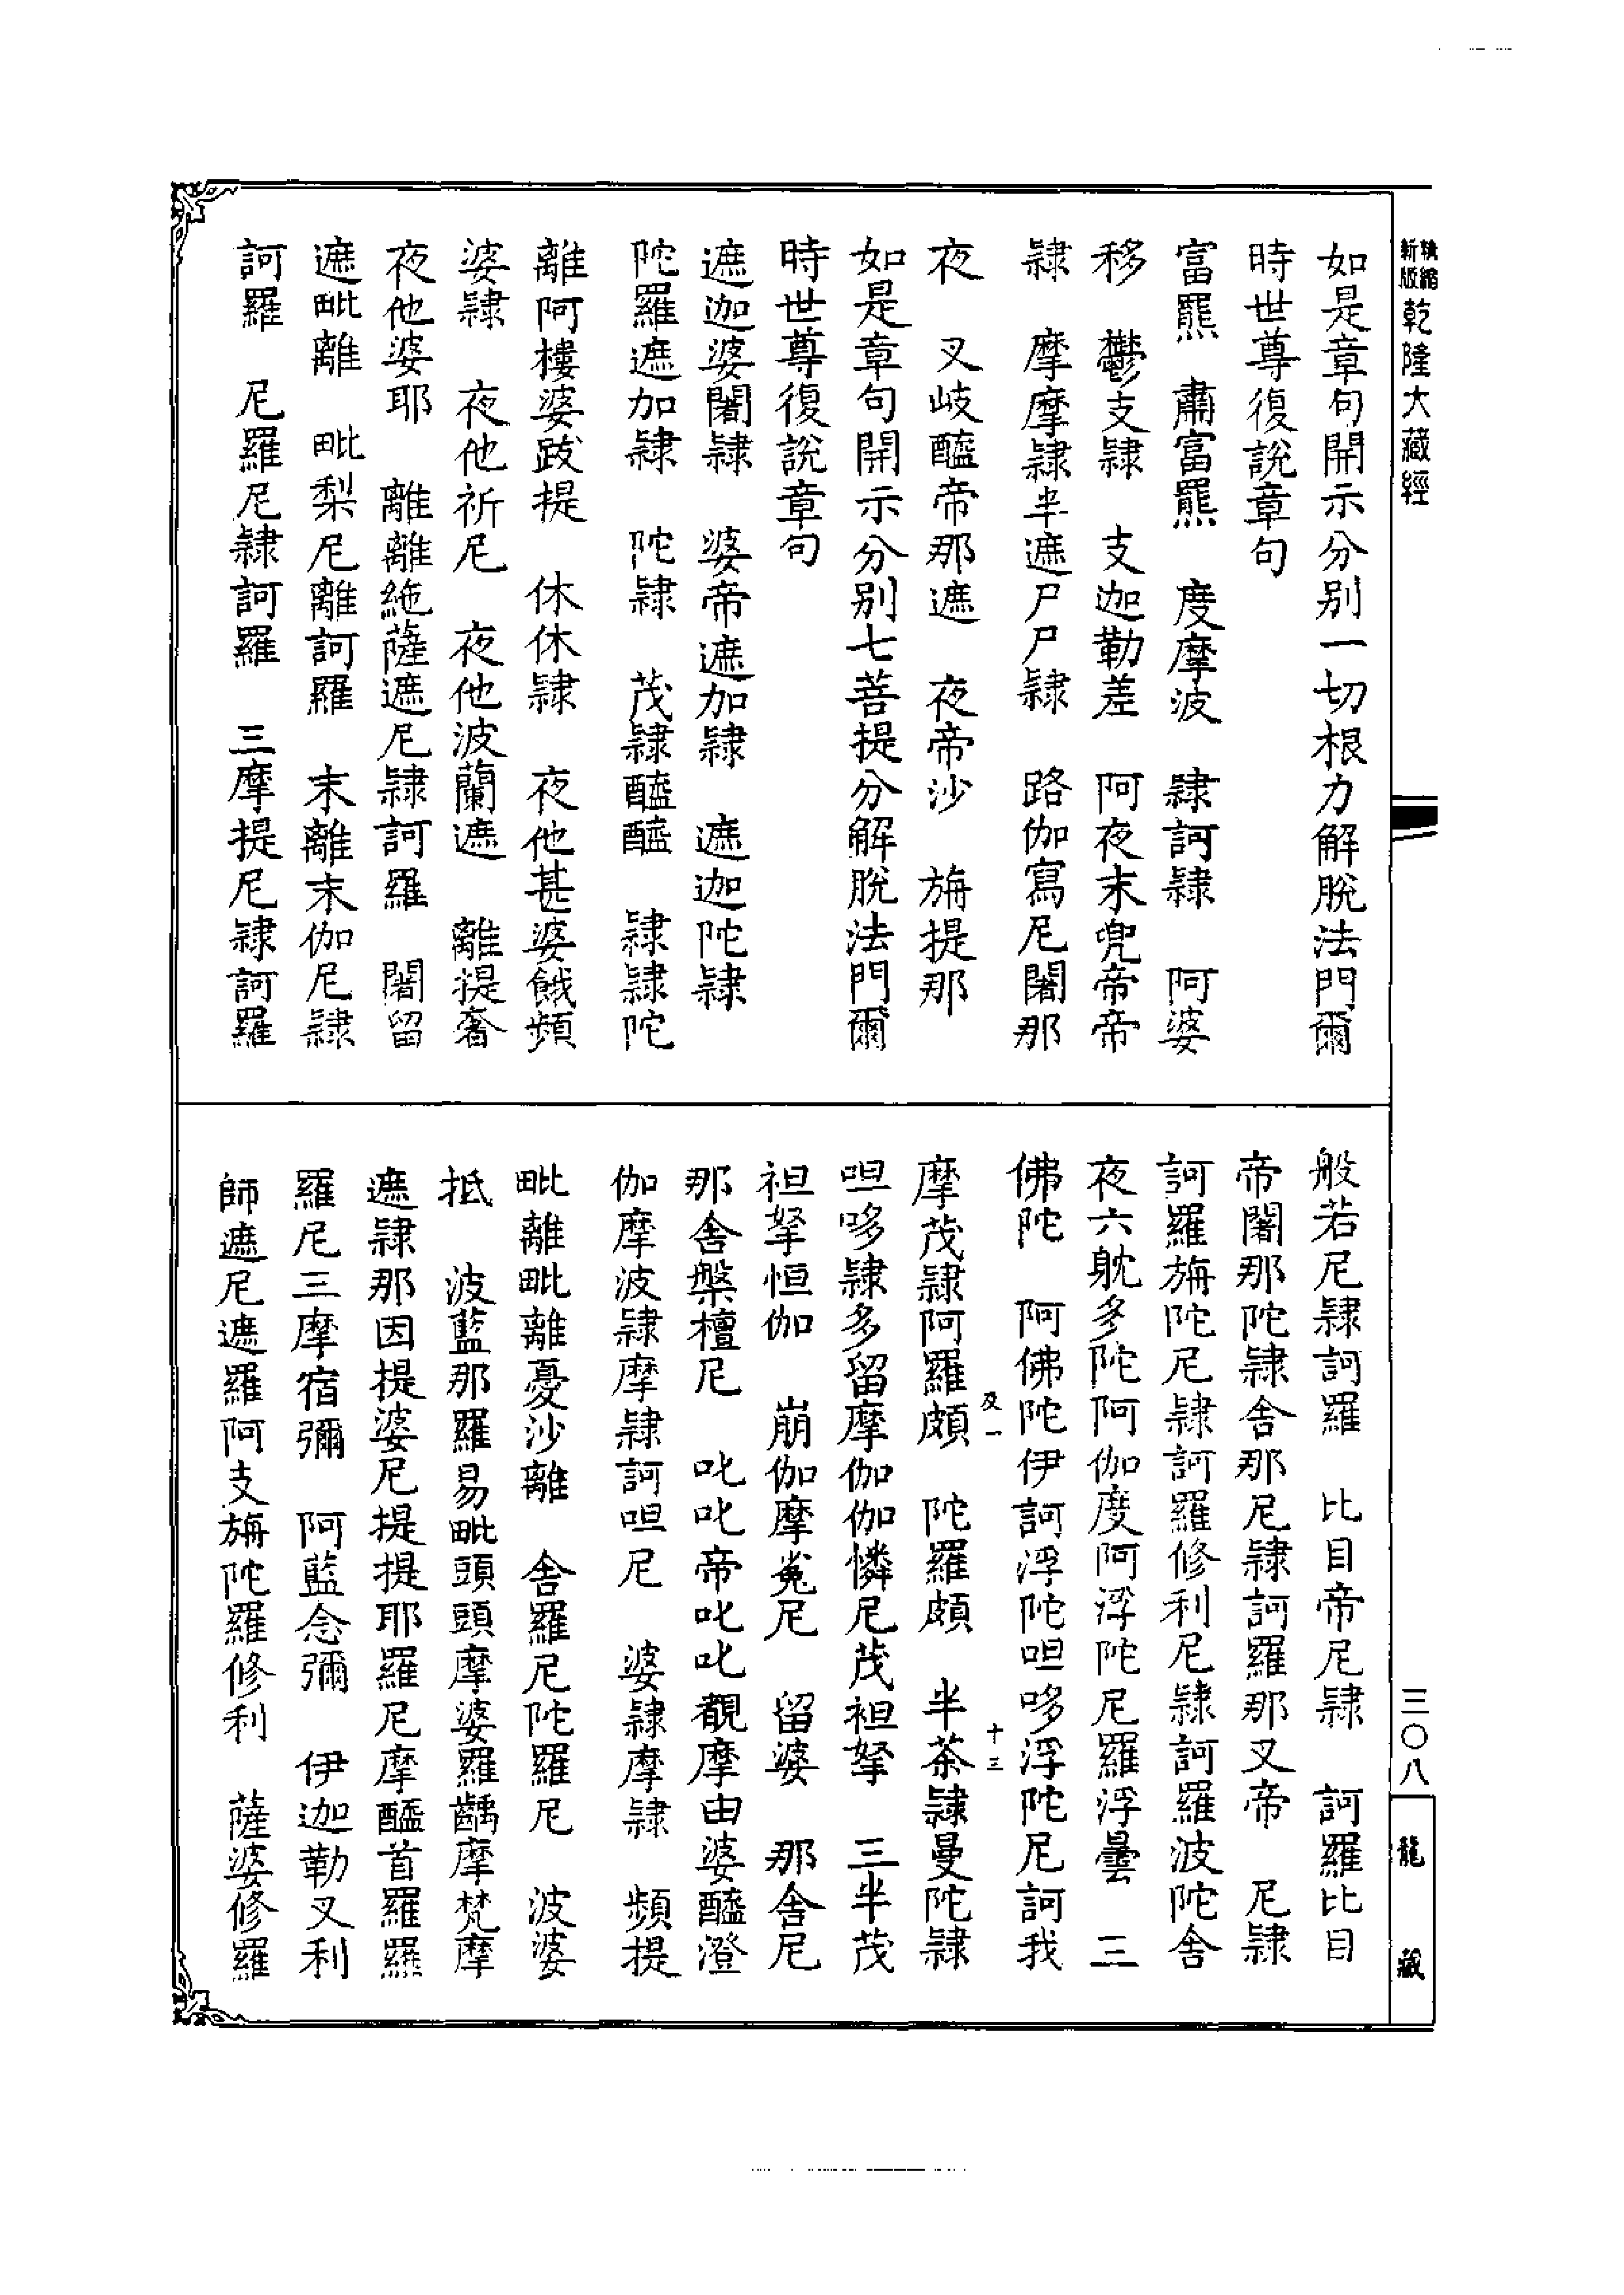 新版 精縮 乾隆大藏經
如是章句開示分別一切根力解脫法門爾
時世尊復說章句
富羆 肅富羆 度摩波 隸訶隸 阿婆
移 鬱支隸 支迦勒差 阿夜末兜帝帝
隸 摩摩隸半遮尸尸隸 路伽寫尼闍那
夜 叉岐醯帝那遮 夜帝沙 旃提那
如是章句開示分別七菩提分解脫法門爾
時世尊復說章句
遮迦婆闍隸 婆帝遮加隸 遮迦陀隸
陀羅遮加隸 陀隸 茂隸醯醯 隸隸陀
離阿樓婆跋提 休休隸 夜他甚婆餓頻
婆隸 夜他祈尼 夜他波蘭遮 離提奢
夜他婆耶 離離絁薩遮尼隸訶羅 闍留
遮毗離 毗梨尼離訶羅 末離末伽尼隸
訶羅 尼羅尼隸訶羅 三摩提尼隸訶羅
般若尼隸訶羅 比目帝尼隸 訶羅比目
帝闍那陀隸舍那尼隸訶羅那叉帝 尼隸
訶羅旃陀尼隸訶羅修利尼隸訶羅波陀舍
夜六躭多陀阿伽度阿浮陀尼羅浮曇 三
佛陀 阿佛陀伊訶浮陀呾哆浮陀尼訶我
及一 十三
摩茂隸阿羅頗 陀羅頗 半茶隸曼陀隸
呾哆隸多留摩伽伽憐尼茂袒拏 三半茂
袒拏恒伽 崩伽摩㝹尼 留婆 那舍尼
那舍槃檀尼 叱叱帝叱叱覩摩由婆醯澄
伽摩波隸摩隸訶呾尼 婆隸摩隸 頻提
毗離毗離憂沙離 舍羅尼陀羅尼 波婆
抵 波藍那羅易毗頭頭摩婆羅齲摩梵摩
遮隸那因提婆尼提提耶羅尼摩醯首羅羅
羅尼三摩宿彌 阿藍念彌 伊迦勒叉利
師遮尼遮羅阿支旃陀羅修利 薩婆修羅
三〇八
龍藏